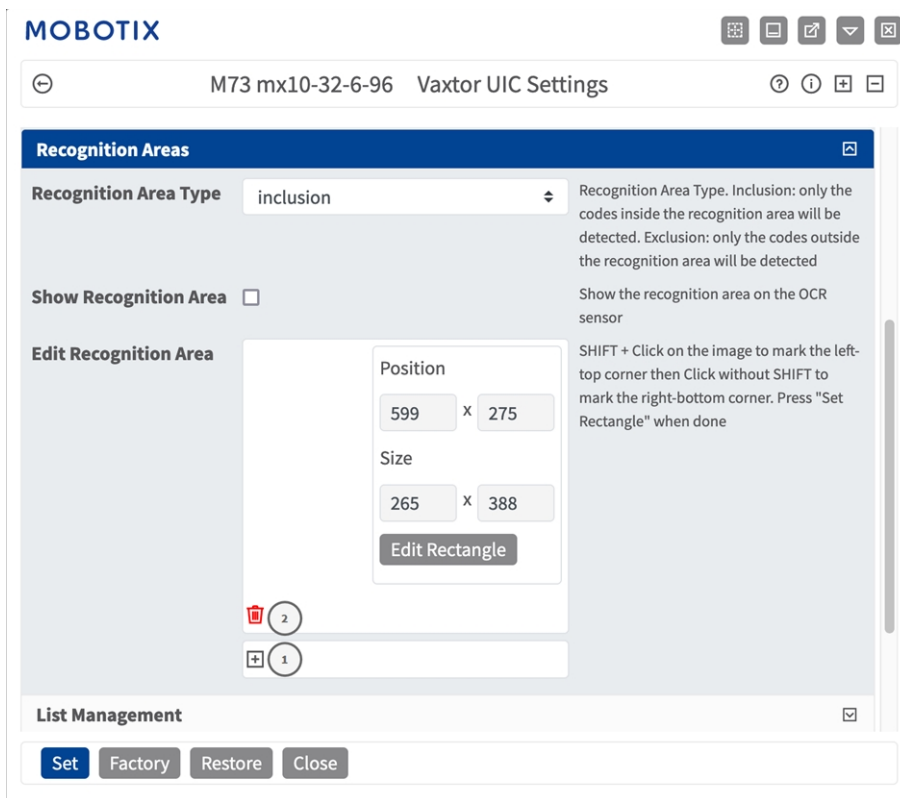 MOBOTIX
M73 mx10-32-6-96 Vaxtor UIC Settings
Recognition Areas
Recognition Area Type
inclusion
Recognition Area Type. Inclusion: only the
codes inside the recognition area will be
detected. Exclusion: only the codes outside
the recognition area will be detected
Show Recognition Area
Show the recognition area on the OCR
sensor
Edit Recognition Area
Position
599 x 275
Size
265 x 388
Edit Rectangle
SHIFT + Click on the image to mark the left-
top corner then Click without SHIFT to
mark the right-bottom corner. Press "Set
Rectangle" when done
2
1
List Management
Set Factory Restore Close